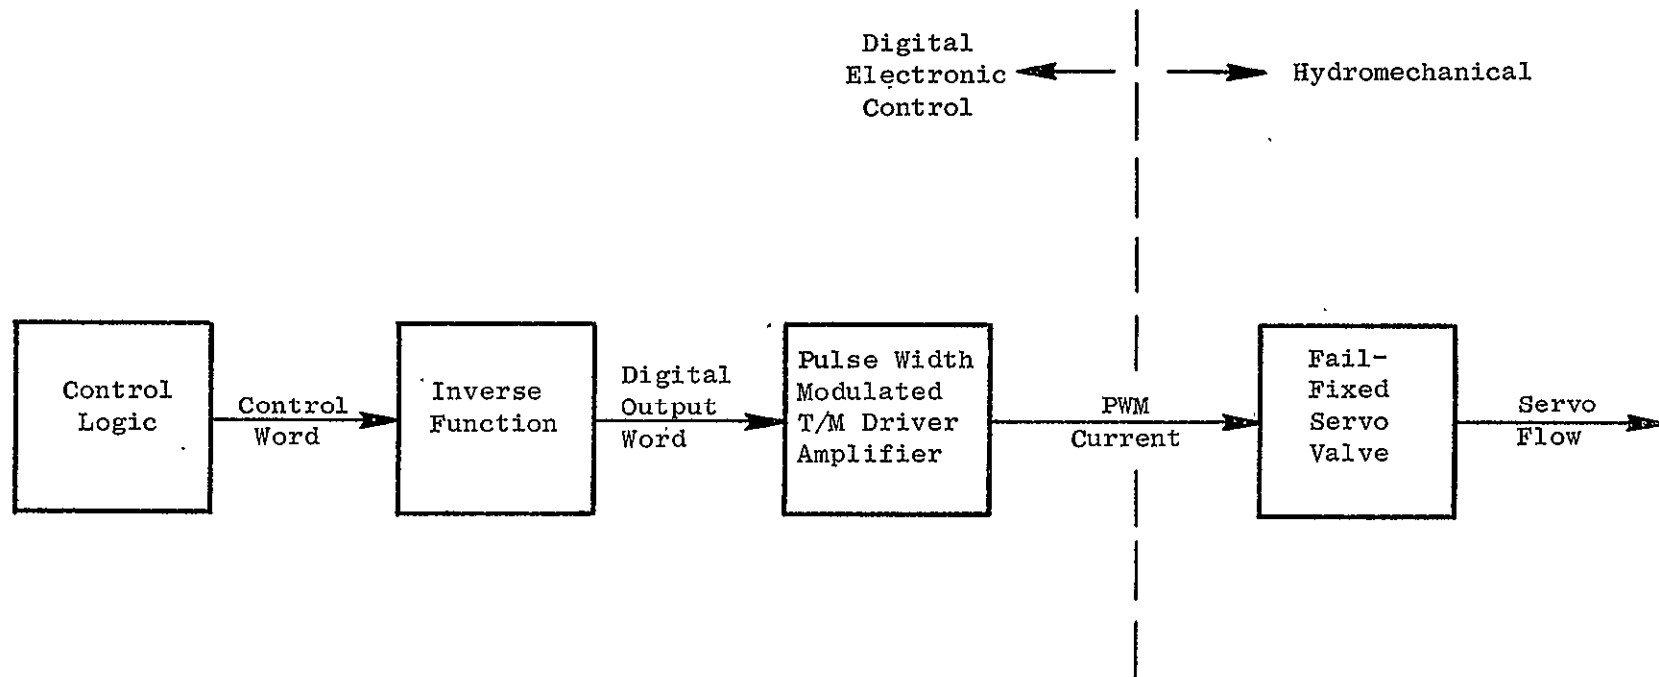 Digital
Electronic
Control
Hydromechanical
Control
Logic
Control
Word
Inverse
Function
Digital
Output
Word
Pulse Width
Modulated
T/M Driver
Amplifier
PWM
Current
Fail-
Fixed
Servo
Valve
Servo
Flow